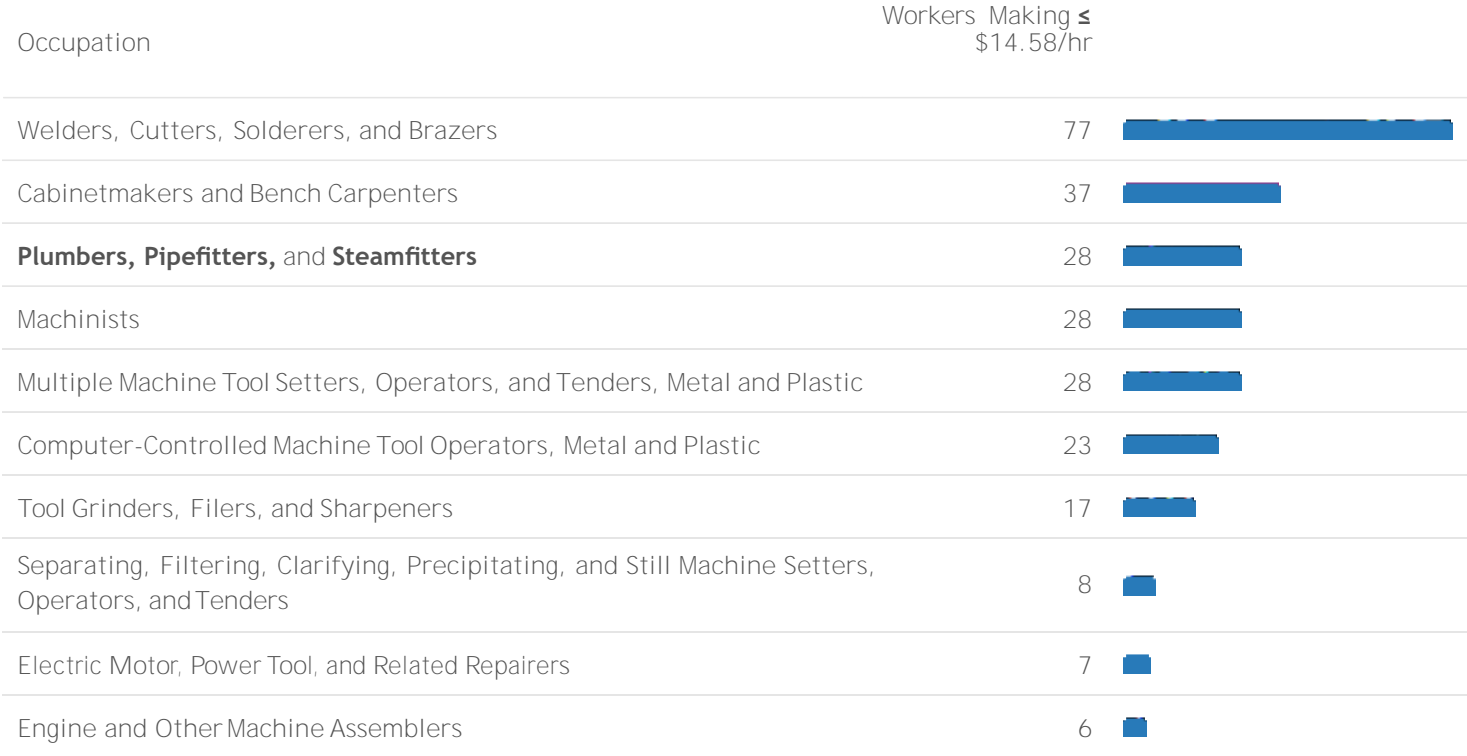 Workers Making ≤
Occupation $14.58/hr
Welders, Cutters, Solderers, and Brazers 77
Cabinetmakers and Bench Carpenters 37
Plumbers, Pipefitters, and Steamfitters 28
Machinists 28
Multiple Machine Tool Setters, Operators, and Tenders, Metal and Plastic 28
Computer-Controlled Machine Tool Operators, Metal and Plastic 23
Tool Grinders, Filers, and Sharpeners 17
Separating, Filtering, Clarifying, Precipitating, and Still Machine Setters,
Operators, and Tenders 8
Electric Motor, Power Tool, and Related Repairers 7
Engine and Other Machine Assemblers 6